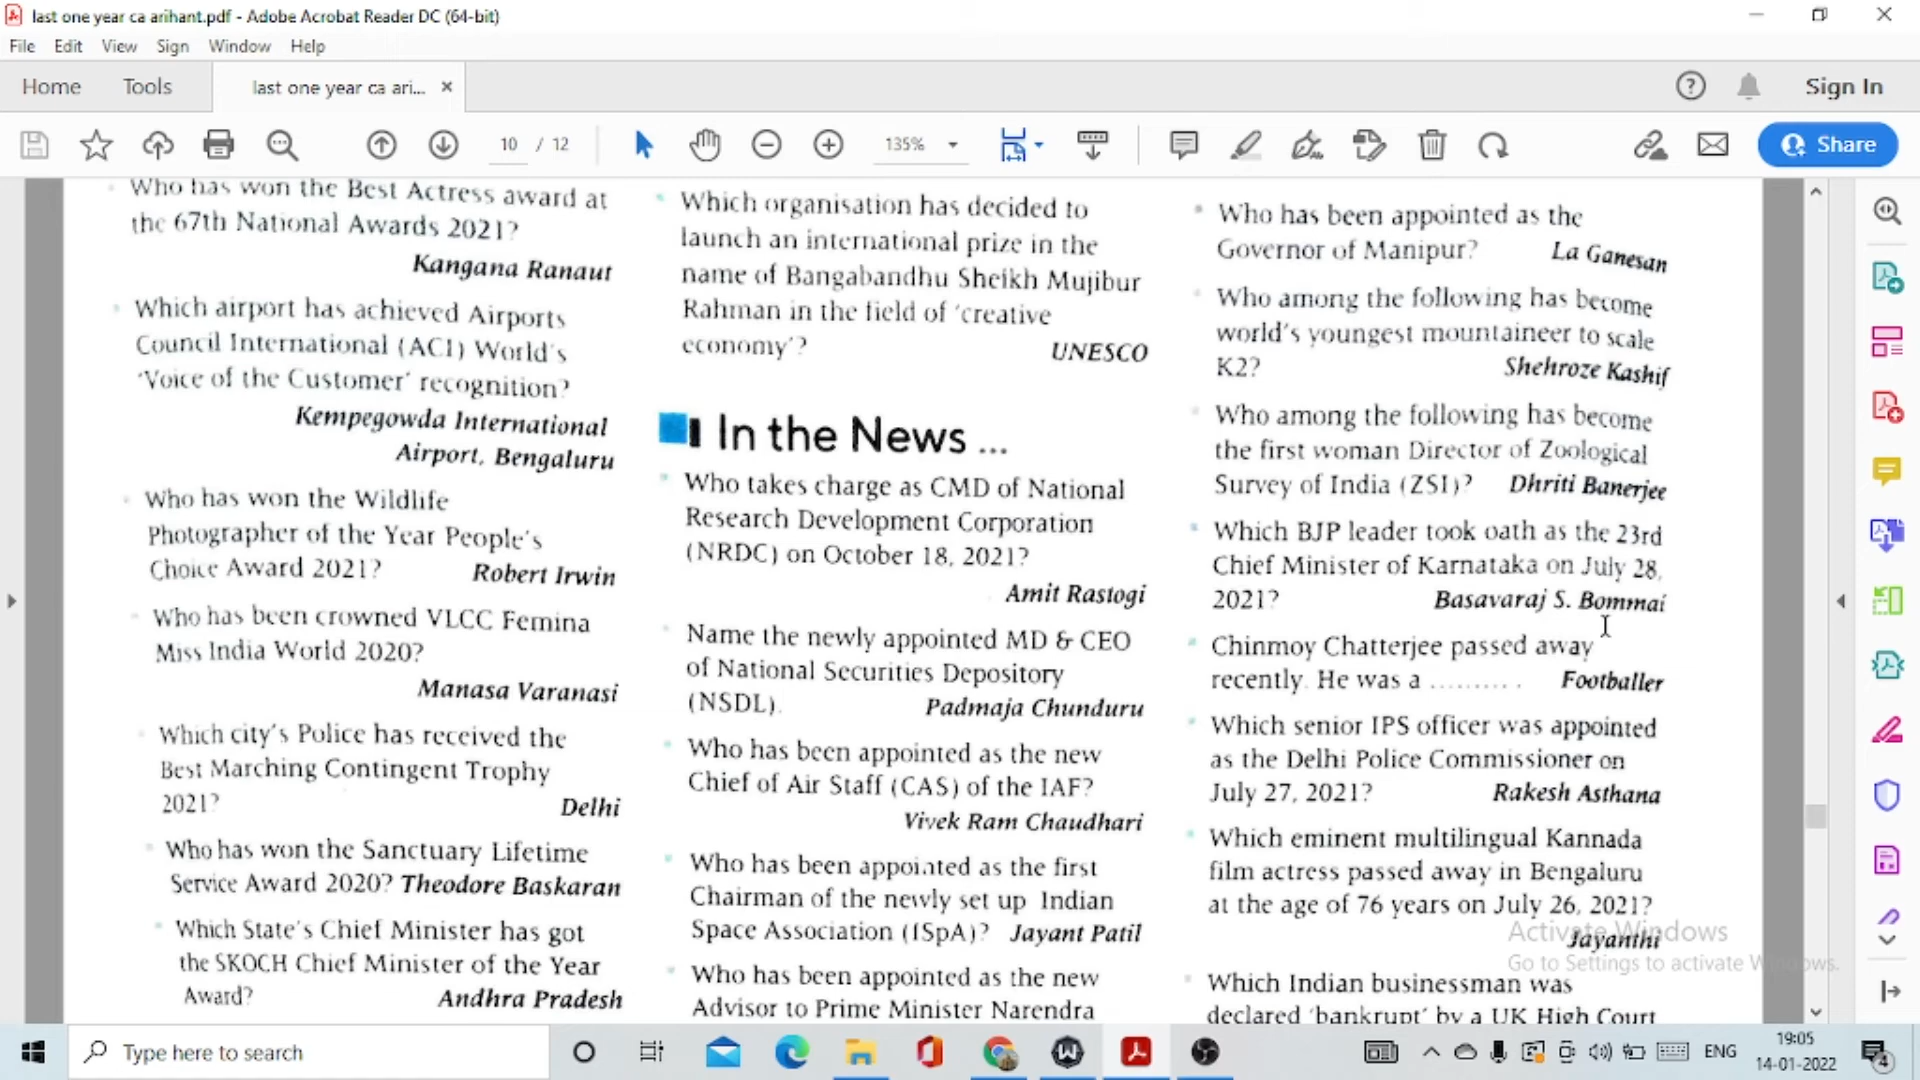 last one year ca arihant.pdf - Adobe Acrobat Reader DC (64-bit)
File Edit View Sign Window Help
Home Tools last one year ca ari... × Sign In
10 / 12 135% Share
Who has won the Best Actress award at
the 67th National Awards 2021?
Kangana Ranaut
Which airport has achieved Airports
Council International (ACI) World's
'Voice of the Customer' recognition?
Kempegowda International
Airport, Bengaluru
Who has won the Wildlife
Photographer of the Year People's
Choice Award 2021? Robert Irwin
Who has been crowned VLCC Femina
Miss India World 2020?
Manasa Varanasi
Which city's Police has received the
Best Marching Contingent Trophy
2021? Delhi
Who has won the Sanctuary Lifetime
Service Award 2020? Theodore Baskaran
Which State's Chief Minister has got
the SKOCH Chief Minister of the Year
Award? Andhra Pradesh
Which organisation has decided to
launch an international prize in the
name of Bangabandhu Sheikh Mujibur
Rahman in the field of 'creative
economy'? UNESCO
In the News ...
Who takes charge as CMD of National
Research Development Corporation
(NRDC) on October 18, 2021?
Amit Rastogi
Name the newly appointed MD & CEO
of National Securities Depository
(NSDL). Padmaja Chunduru
Who has been appointed as the new
Chief of Air Staff (CAS) of the IAF?
Vivek Ram Chaudhari
Who has been appointed as the first
Chairman of the newly set up Indian
Space Association (ISpA)? Jayant Patil
Who has been appointed as the new
Advisor to Prime Minister Narendra
Who has been appointed as the
Governor of Manipur? La Ganesan
Who among the following has become
world's youngest mountaineer to scale
K2? Shehroze Kashif
Who among the following has become
the first woman Director of Zoological
Survey of India (ZSI)? Dhriti Banerjee
Which BJP leader took oath as the 23rd
Chief Minister of Karnataka on July 28,
2021? Basavaraj S. Bommai
Chinmoy Chatterjee passed away
recently. He was a .......... Footballer
Which senior IPS officer was appointed
as the Delhi Police Commissioner on
July 27, 2021? Rakesh Asthana
Which eminent multilingual Kannada
film actress passed away in Bengaluru
at the age of 76 years on July 26, 2021?
Jayanthi
Which Indian businessman was
declared 'bankrupt' by a UK High Court
Activate Windows
Go to Settings to activate Windows.
Type here to search ENG 19:05
14-01-2022 4